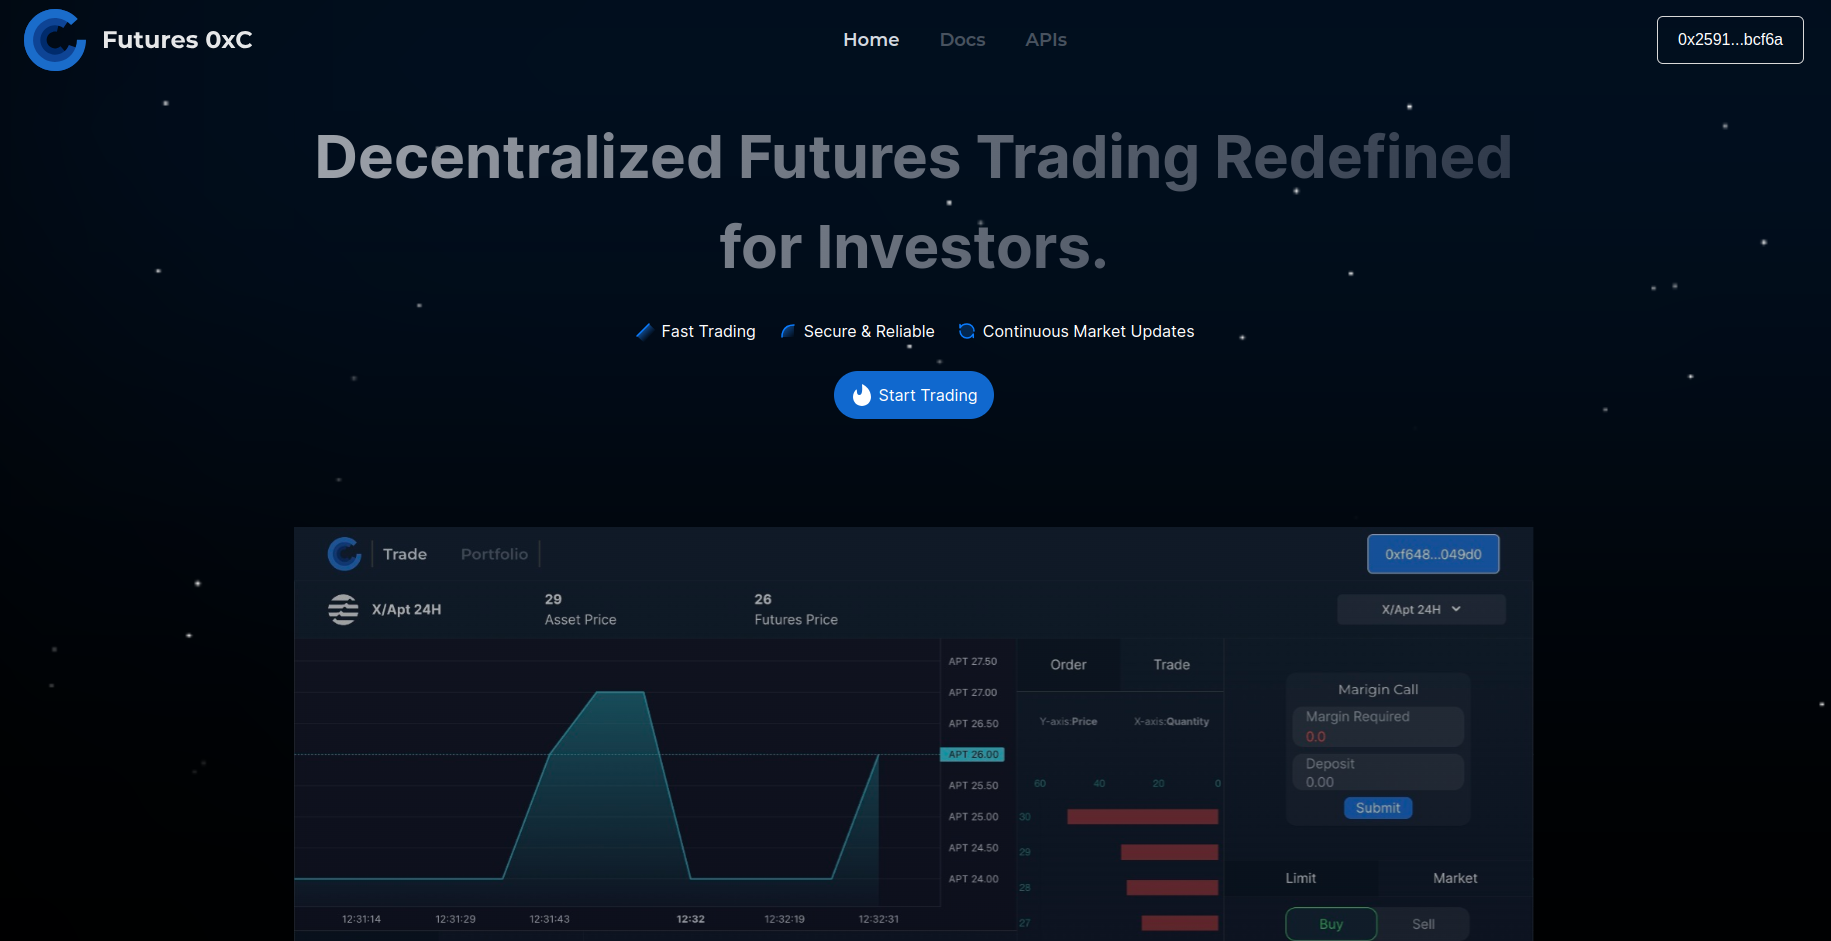 Futures 0xC
Home Docs APIs
0x2591...bcf6a
Decentralized Futures Trading Redefined
for Investors.
Fast Trading Secure & Reliable Continuous Market Updates
Start Trading
Trade Portfolio
0xf648...049d0
X/Apt 24H
29
Asset Price
26
Futures Price
X/Apt 24H
APT 27.50
APT 27.00
APT 26.50
APT 26.00
APT 25.50
APT 25.00
APT 24.50
APT 24.00
12:31:14 12:31:29 12:31:43 12:32 12:32:19 12:32:31
Order Trade
Y-axis:Price X-axis:Quantity
60 40 20 0
30
29
28
27
Marigin Call
Margin Required
0.0
Deposit
0.00
Submit
Limit Market
Buy Sell